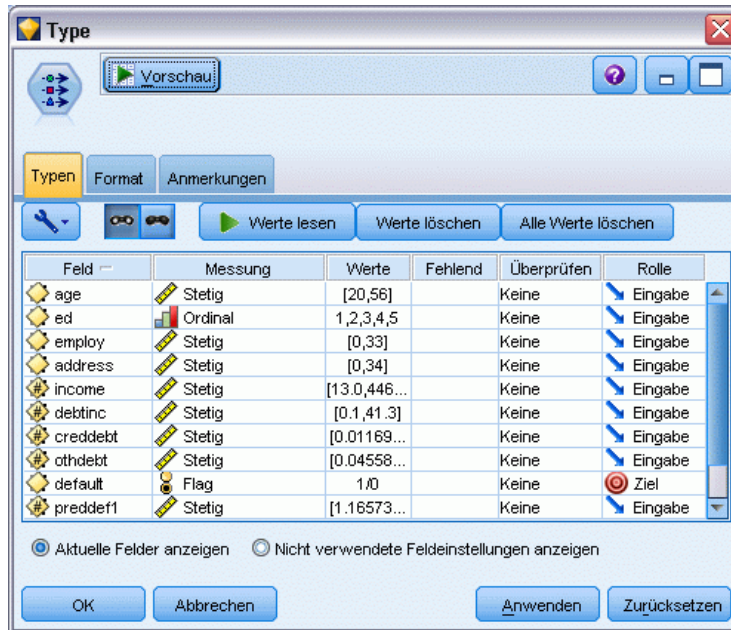 Type
Vorschau
Typen Format Anmerkungen
Werte lesen Werte löschen Alle Werte löschen
Feld Messung Werte Fehlend Überprüfen Rolle
age Stetig [20,56] Keine Eingabe
ed Ordinal 1,2,3,4,5 Keine Eingabe
employ Stetig [0,33] Keine Eingabe
address Stetig [0,34] Keine Eingabe
income Stetig [13.0,446... Keine Eingabe
debtinc Stetig [0.1,41.3] Keine Eingabe
creddebt Stetig [0.01169... Keine Eingabe
othdebt Stetig [0.04558... Keine Eingabe
default Flag 1/0 Keine Ziel
preddef1 Stetig [1.16573... Keine Eingabe
Aktuelle Felder anzeigen Nicht verwendete Feldeinstellungen anzeigen
OK Abbrechen Anwenden Zurücksetzen